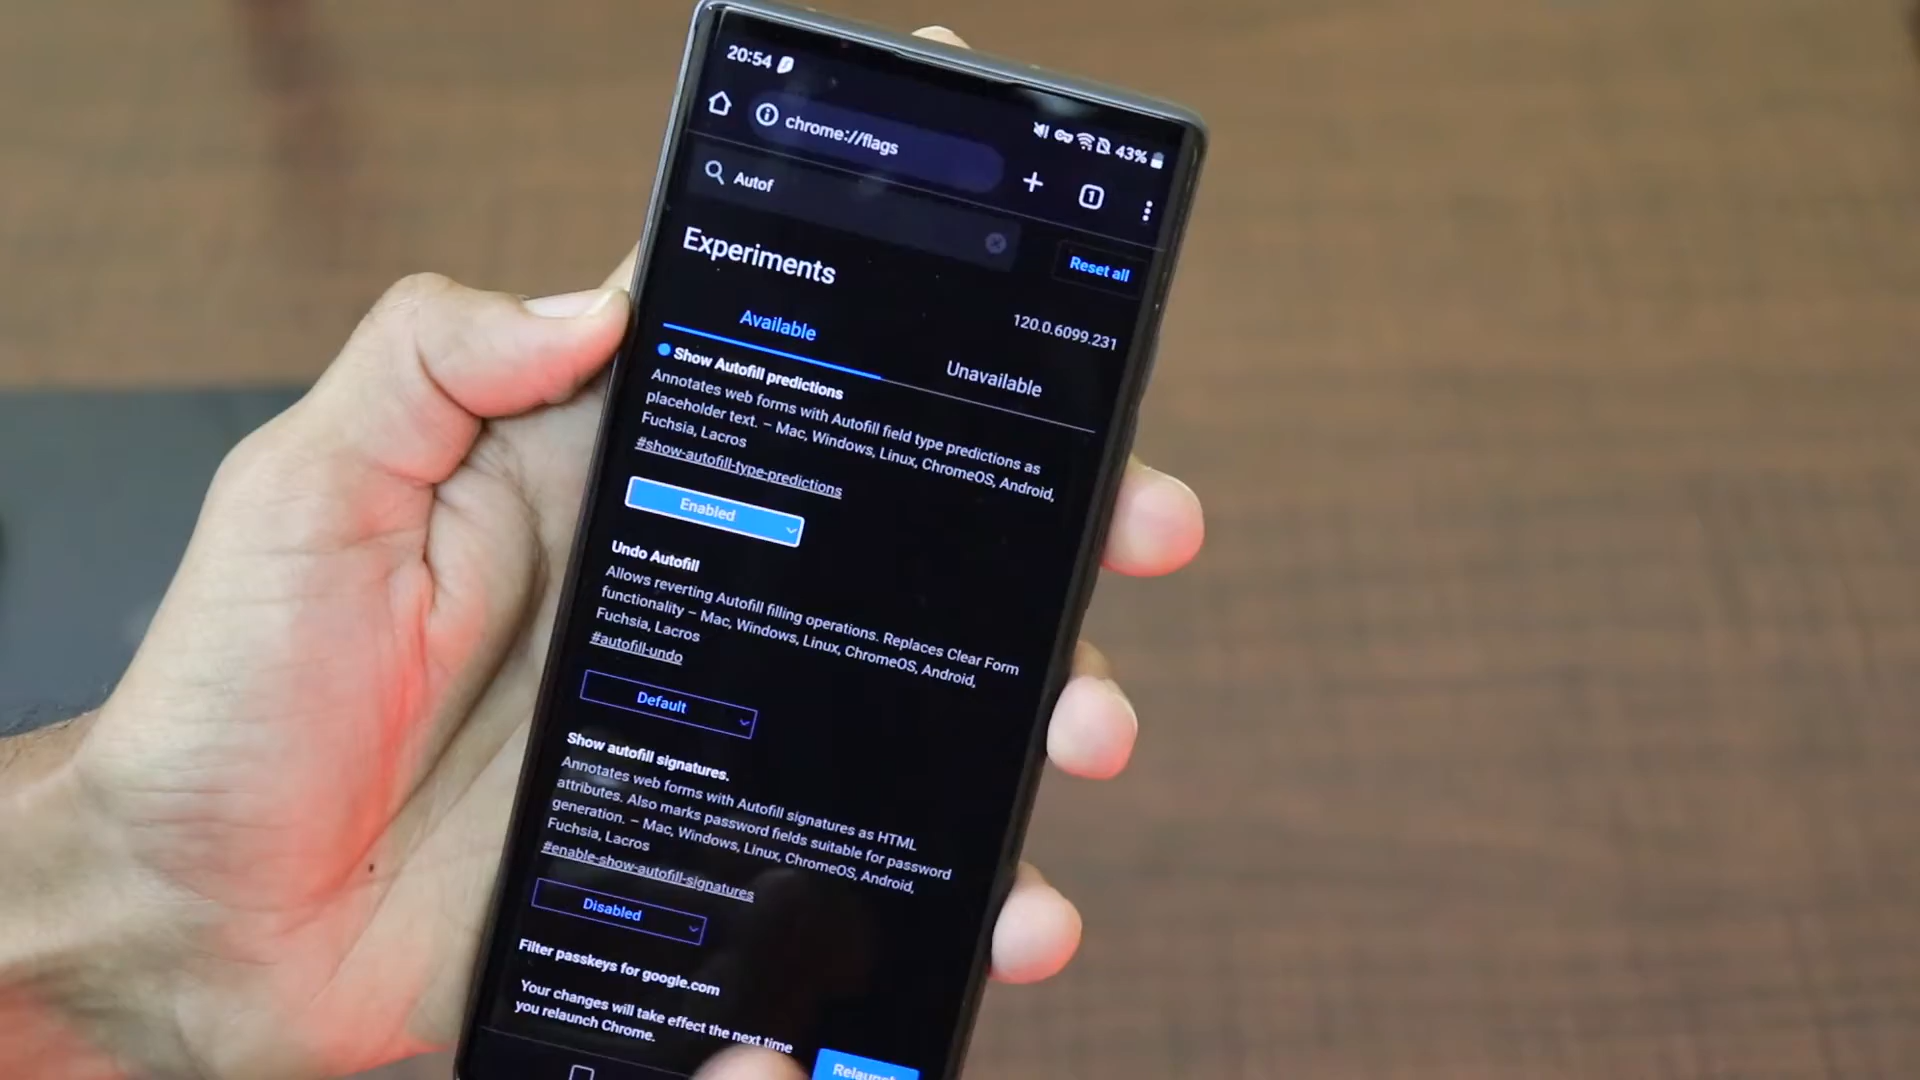 20:54
43%
chrome://flags
1
Autof
Experiments
Reset all
120.0.6099.231
Available
Unavailable
Show Autofill predictions
Annotates web forms with Autofill field type predictions as
placeholder text. – Mac, Windows, Linux, ChromeOS, Android,
Fuchsia, Lacros
#show-autofill-type-predictions
Enabled
Undo Autofill
Allows reverting Autofill filling operations. Replaces Clear Form
functionality – Mac, Windows, Linux, ChromeOS, Android,
Fuchsia, Lacros
#autofill-undo
Default
Show autofill signatures.
Annotates web forms with Autofill signatures as HTML
attributes. Also marks password fields suitable for password
generation. – Mac, Windows, Linux, ChromeOS, Android,
Fuchsia, Lacros
#enable-show-autofill-signatures
Disabled
Filter passkeys for google.com
Your changes will take effect the next time
you relaunch Chrome.
Relaunch